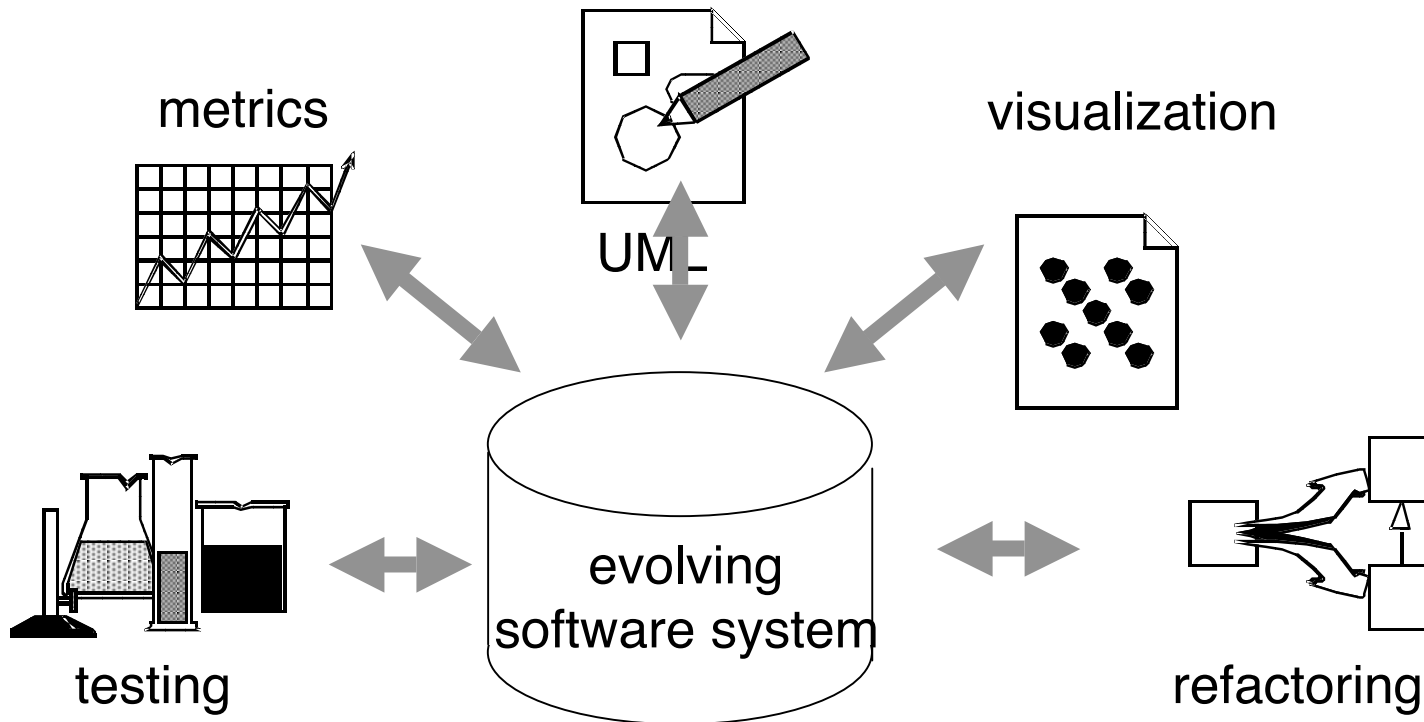 metrics
UML
visualization
evolving
software system
testing
refactoring